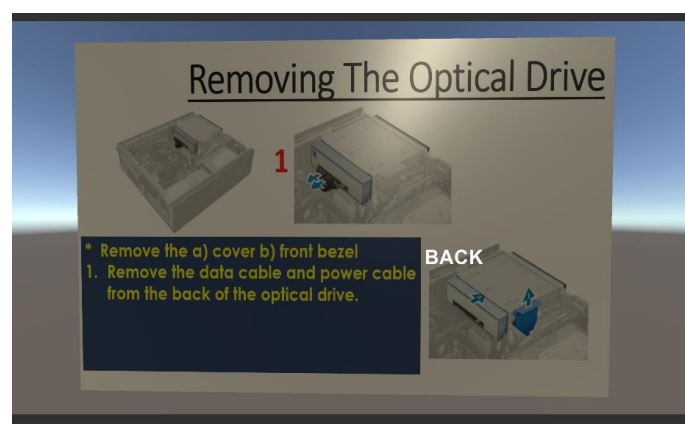 Removing The Optical Drive
1
* Remove the a) cover b) front bezel
1. Remove the data cable and power cable
from the back of the optical drive.
BACK